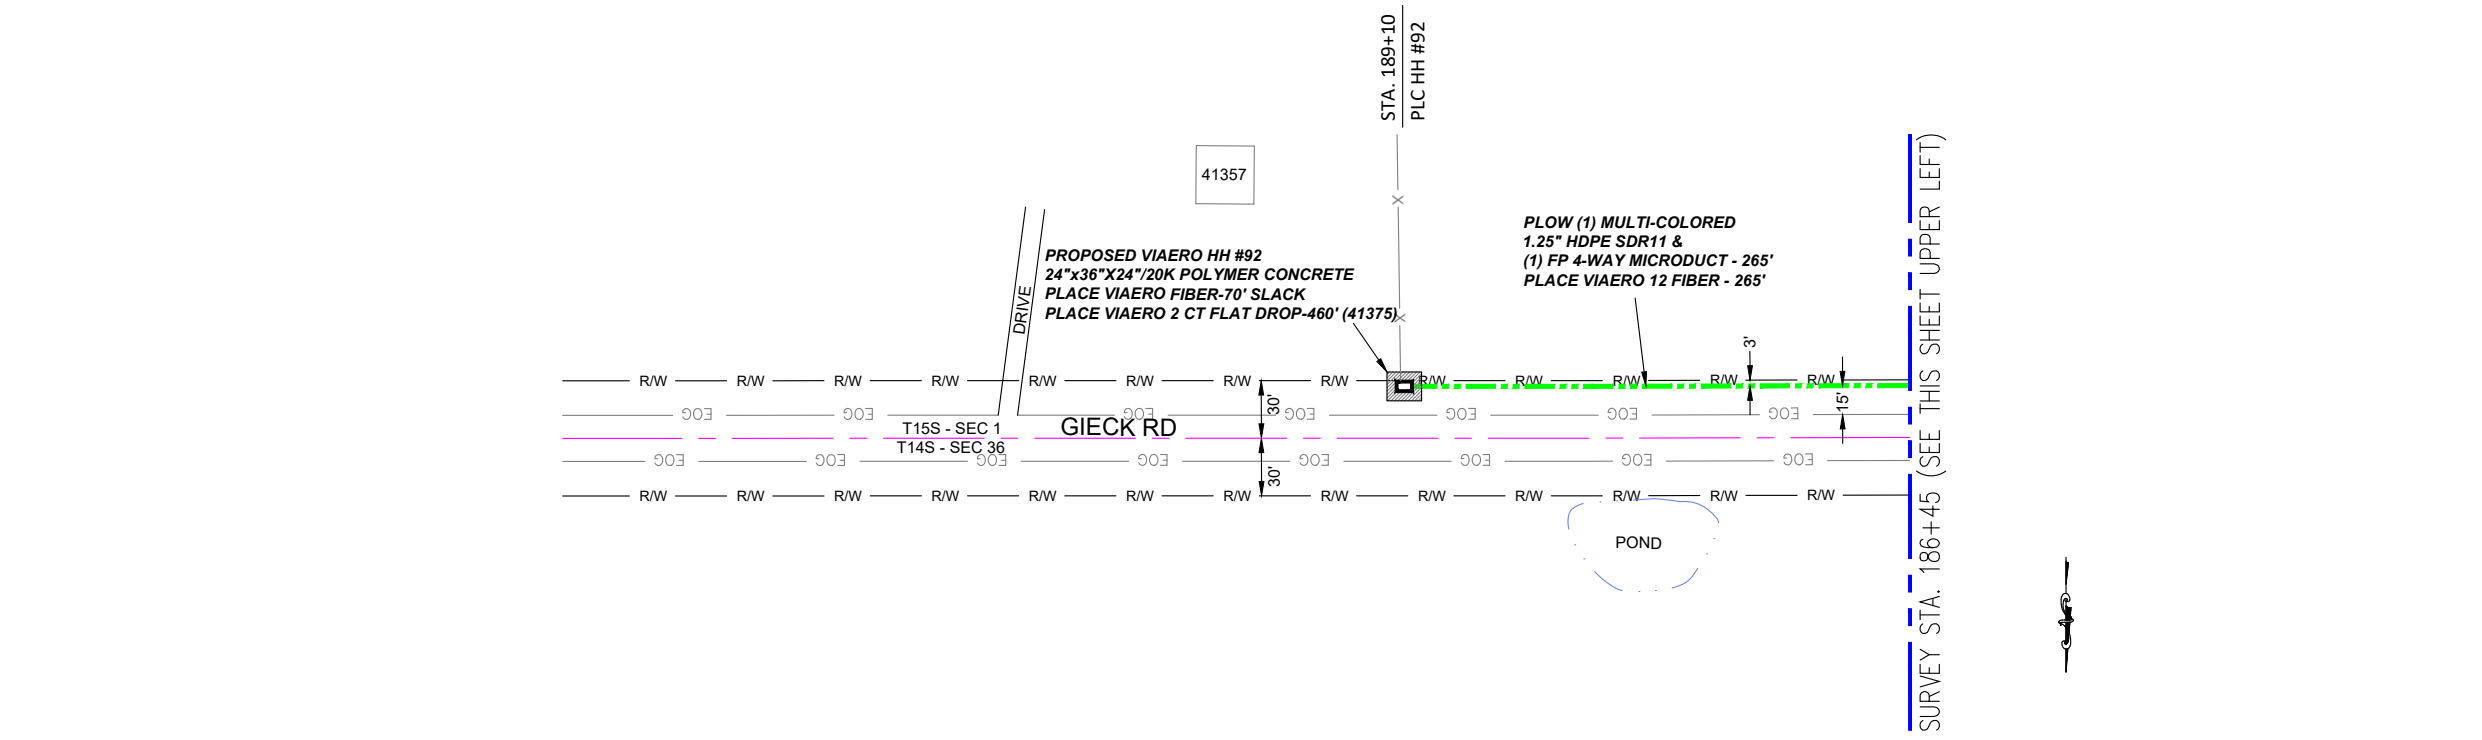 STA. 189+10
PLC HH #92
41357
PLOW (1) MULTI-COLORED
1.25" HDPE SDR11 &
(1) FP 4-WAY MICRODUCT - 265'
PLACE VIAERO 12 FIBER - 265'
PROPOSED VIAERO HH #92
24"x36"X24"/20K POLYMER CONCRETE
PLACE VIAERO FIBER-70' SLACK
PLACE VIAERO 2 CT FLAT DROP-460' (41375)
DRIVE
X
X
3'
R/W R/W R/W R/W R/W R/W R/W R/W R/W R/W R/W R/W R/W
30'
15'
EOG EOG EOG EOG EOG EOG EOG EOG
T15S - SEC 1
GIECK RD
T14S - SEC 36
EOG EOG EOG EOG EOG EOG EOG EOG
30'
R/W R/W R/W R/W R/W R/W R/W R/W R/W R/W R/W R/W R/W
POND
SURVEY STA. 186+45 (SEE THIS SHEET UPPER LEFT)